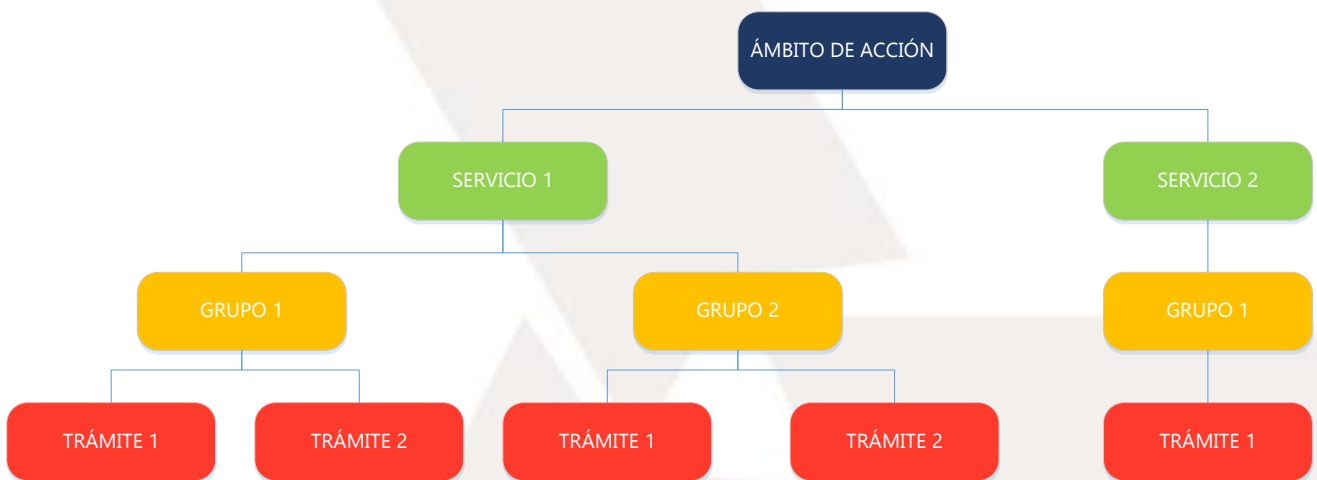 ÁMBITO DE ACCIÓN
SERVICIO 1
SERVICIO 2
GRUPO 1
GRUPO 2
GRUPO 1
TRÁMITE 1
TRÁMITE 2
TRÁMITE 1
TRÁMITE 2
TRÁMITE 1